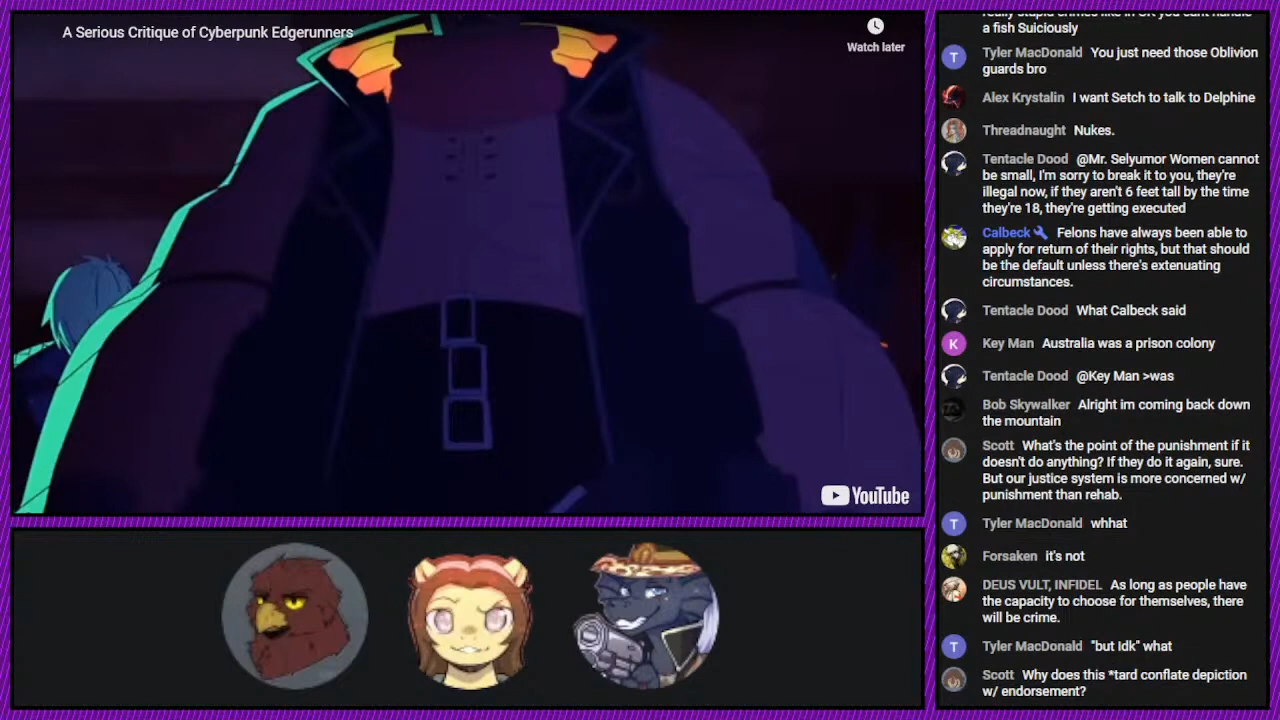 A Serious Critique of Cyberpunk Edgerunners
Watch later
YouTube
a fish Suiciously
Tyler MacDonald You just need those Oblivion
guards bro
Alex Krystalin I want Setch to talk to Delphine
Threadnaught Nukes.
Tentacle Dood @Mr. Selyumor Women cannot
be small, I'm sorry to break it to you, they're
illegal now, if they aren't 6 feet tall by the time
they're 18, they're getting executed
Calbeck Felons have always been able to
apply for return of their rights, but that should
be the default unless there's extenuating
circumstances.
Tentacle Dood What Calbeck said
K Key Man Australia was a prison colony
Tentacle Dood @Key Man >was
Bob Skywalker Alright im coming back down
the mountain
Scott What's the point of the punishment if it
doesn't do anything? If they do it again, sure.
But our justice system is more concerned w/
punishment than rehab.
T Tyler MacDonald whhat
Forsaken it's not
DEUS VULT, INFIDEL As long as people have
the capacity to choose for themselves, there
will be crime.
T Tyler MacDonald "but Idk" what
Scott Why does this *tard conflate depiction
w/ endorsement?